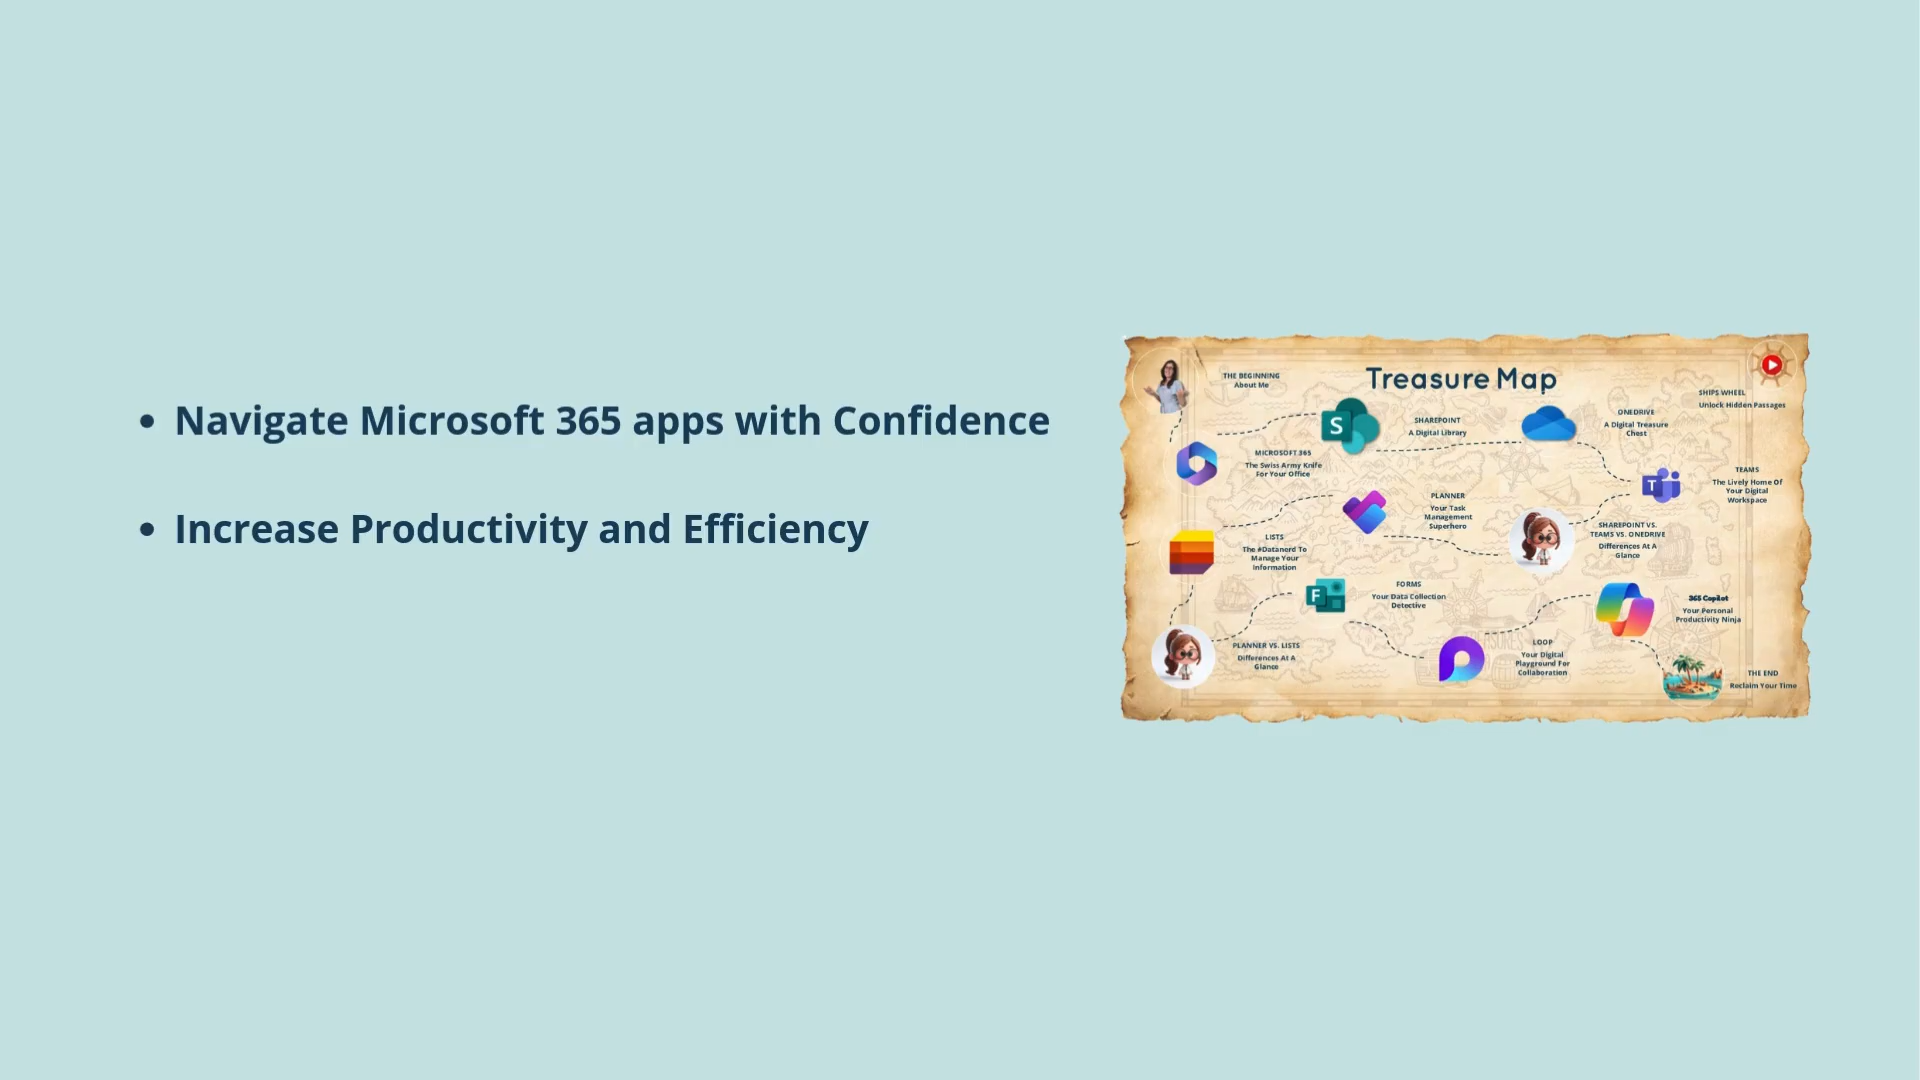 • Navigate Microsoft 365 apps with Confidence
• Increase Productivity and Efficiency
Treasure Map
THE BEGINNING
About Me
SHIPS WHEEL
Unlock Hidden Passages
S
SHAREPOINT
A Digital Library
ONEDRIVE
A Digital Treasure
Chest
MICROSOFT 365
The Swiss Army Knife
For Your Office
T
TEAMS
The Lively Home Of
Your Digital
Workspace
PLANNER
Your Task
Management
Superhero
SHAREPOINT VS.
TEAMS VS. ONEDRIVE
Differences At A
Glance
LISTS
The #Datanerd To
Manage Your
Information
F
FORMS
Your Data Collection
Detective
365 Copilot
Your Personal
Productivity Ninja
PLANNER VS. LISTS
Differences At A
Glance
LOOP
Your Digital
Playground For
Collaboration
THE END
Reclaim Your Time